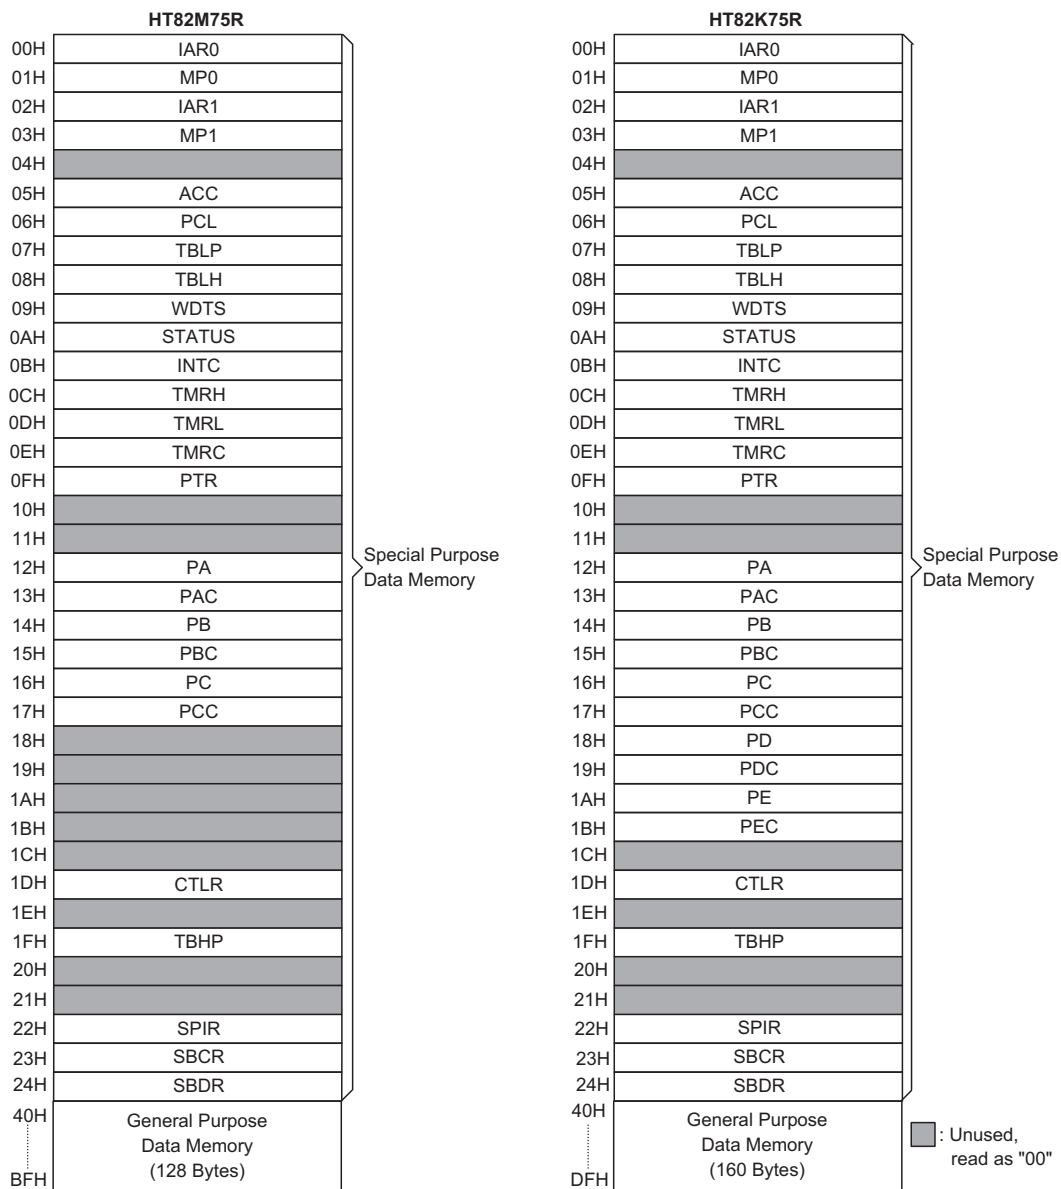 HT82M75R
00H IAR0
01H MP0
02H IAR1
03H MP1
04H
05H ACC
06H PCL
07H TBLP
08H TBLH
09H WDTS
0AH STATUS
0BH INTC
0CH TMRH
0DH TMRL
0EH TMRC
0FH PTR
10H
11H
12H PA
13H PAC
14H PB
15H PBC
16H PC
17H PCC
18H
19H
1AH
1BH
1CH
1DH CTLR
1EH
1FH TBHP
20H
21H
22H SPIR
23H SBCR
24H SBDR
Special Purpose
Data Memory
40H
BFH
General Purpose
Data Memory
(128 Bytes)
HT82K75R
00H IAR0
01H MP0
02H IAR1
03H MP1
04H
05H ACC
06H PCL
07H TBLP
08H TBLH
09H WDTS
0AH STATUS
0BH INTC
0CH TMRH
0DH TMRL
0EH TMRC
0FH PTR
10H
11H
12H PA
13H PAC
14H PB
15H PBC
16H PC
17H PCC
18H PD
19H PDC
1AH PE
1BH PEC
1CH
1DH CTLR
1EH
1FH TBHP
20H
21H
22H SPIR
23H SBCR
24H SBDR
Special Purpose
Data Memory
40H
DFH
General Purpose
Data Memory
(160 Bytes)
: Unused,
read as "00"